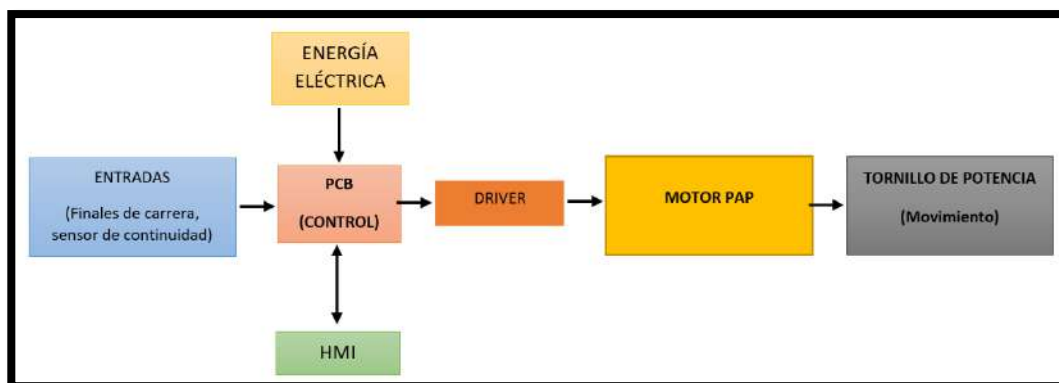 ENERGÍA
ELÉCTRICA
ENTRADAS
(Finales de carrera,
sensor de continuidad)
PCB
(CONTROL)
DRIVER
MOTOR PAP
TORNILLO DE POTENCIA
(Movimiento)
HMI